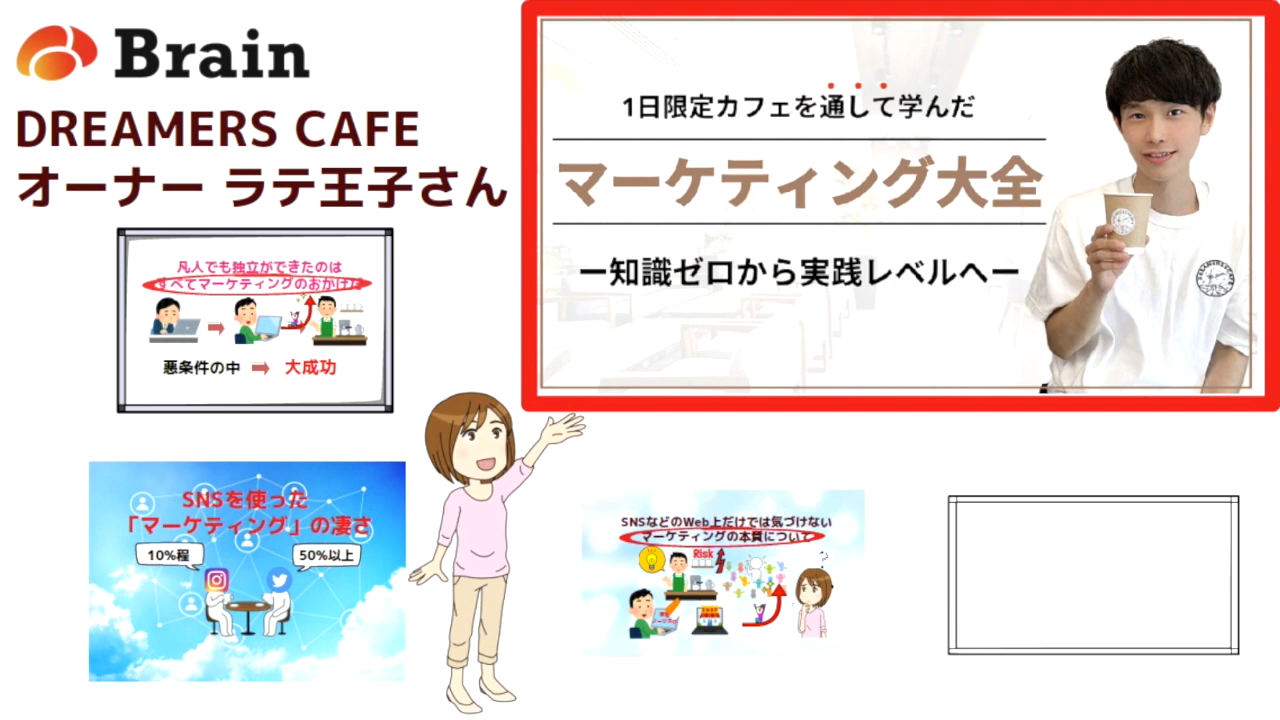 Brain
DREAMERS CAFE
オーナー ラテ王子さん
1日限定カフェを通して学んだ
マーケティング大全
ー知識ゼロから実践レベルへー
凡人でも独立ができたのは
すべてマーケティングのおかげだ
悪条件の中
大成功
SNSを使った
「マーケティング」の凄さ
10%程
50%以上
SNSなどのWeb上だけでは気づけない
マーケティングの本質について
Risk